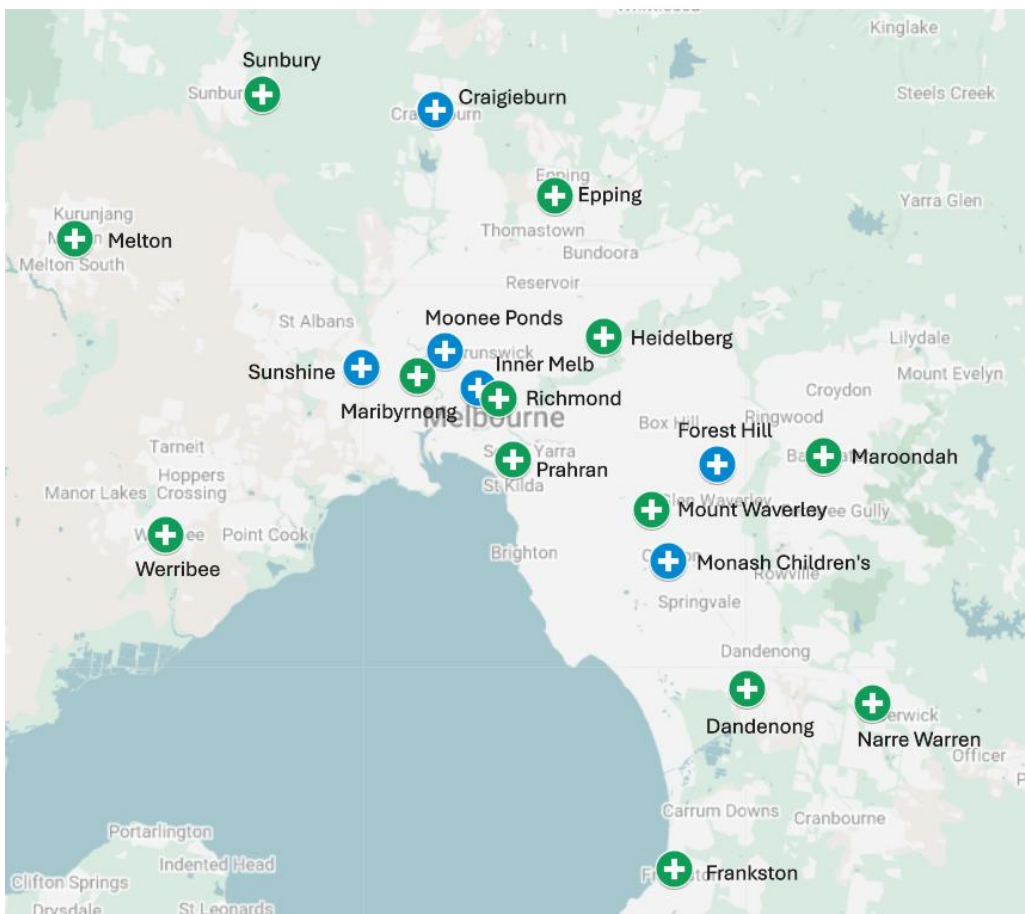 Kinglake
Sunbury
Craigieburn
Steels Creek
Epping
Epping
Kurunjang
Yarra Glen
Melton
Thomastown
Melton South
Bundoora
Reservoir
St Albans
Moonee Ponds
Heidelberg
Lilydale
Sunshine
Inner Melb
Mount Evelyn
Maribyrnong
Richmond
Croydon
Melbourne
Box Hill
Ringwood
Forest Hill
Tarneit
Prahran
Maroondah
Hoppers
Crossing
St Kilda
Manor Lakes
Mount Waverley
Point Cook
Brighton
Werribee
Monash Children's
Rowville
Springvale
Dandenong
Dandenong
Narre Warren
Officer
Carrum Downs
Cranbourne
Portarlington
Indented Head
Frankston
Clifton Springs
Drysdale
St Leonards